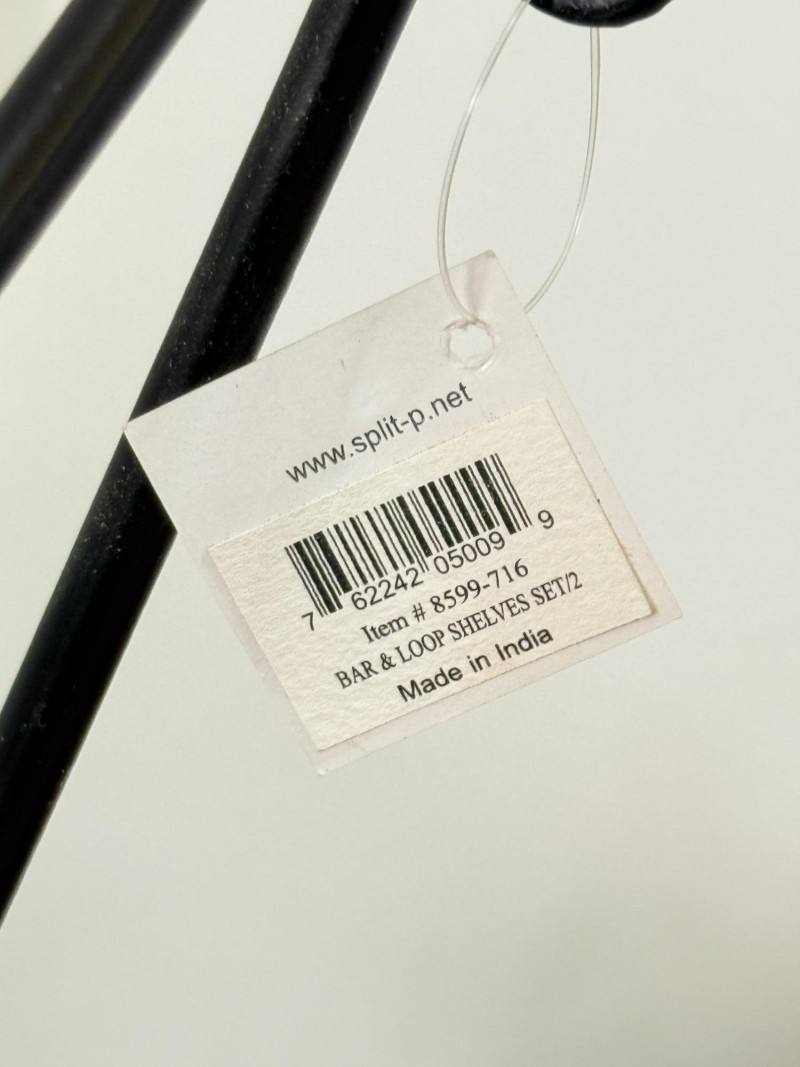 www.split-p.net
7 62242 05009 9
Item # 8599-716
BAR & LOOP SHELVES SET/2
Made in India